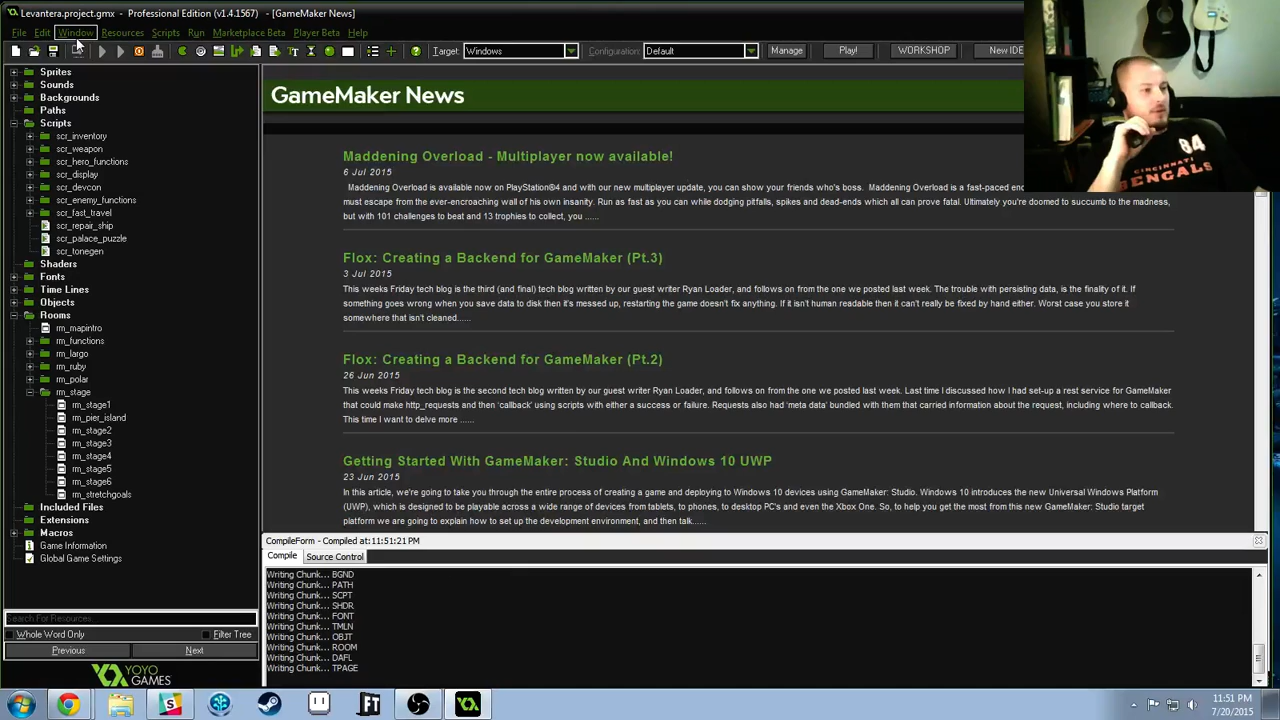 Levantera.project.gmx - Professional Edition (v1.4.1567) - [GameMaker News]
File Edit Window Resources Scripts Run Marketplace Beta Player Beta Help
Target: Windows Configuration: Default Manage Play! WORKSHOP New IDE
Sprites
Sounds
Backgrounds
Paths
Scripts
scr_inventory
scr_weapon
scr_hero_functions
scr_display
scr_devcon
scr_enemy_functions
scr_fast_travel
scr_repair_ship
scr_palace_puzzle
scr_tonegen
Shaders
Fonts
Time Lines
Objects
Rooms
rm_mapintro
rm_functions
rm_largo
rm_ruby
rm_polar
rm_stage
rm_stage1
rm_pier_island
rm_stage2
rm_stage3
rm_stage4
rm_stage5
rm_stage6
rm_stretchgoals
Included Files
Extensions
Macros
Game Information
Global Game Settings
Search For Resources
Whole Word Only Filter Tree
Previous Next
YOYO
GAMES
GameMaker News
Maddening Overload - Multiplayer now available!
6 Jul 2015
Maddening Overload is available now on PlayStation®4 and with our new multiplayer update, you can show your friends who's boss. Maddening Overload is a fast-paced
must escape from the ever-encroaching wall of his own insanity. Run as fast as you can while dodging pitfalls, spikes and dead-ends which all can prove fatal. Ultimately you're doomed to succumb to the madness,
but with 101 challenges to beat and 13 trophies to collect, you ......
Flox: Creating a Backend for GameMaker (Pt.3)
3 Jul 2015
This weeks Friday tech blog is the third (and final) tech blog written by our guest writer Ryan Loader, and follows on from the one we posted last week. The trouble with persisting data, is the finality of it. If
something goes wrong when you save data to disk then it's messed up, restarting the game doesn't fix anything. If it isn't human readable then it can't really be fixed by hand either. Worst case you store it
somewhere that isn't cleaned......
Flox: Creating a Backend for GameMaker (Pt.2)
26 Jun 2015
This weeks Friday tech blog is the second tech blog written by our guest writer Ryan Loader, and follows on from the one we posted last week. Last time I discussed how I had set-up a rest service for GameMaker
that could make http_requests and then 'callback' using scripts with either a success or failure. Requests also had 'meta data' bundled with them that carried information about the request, including where to callback.
This time I want to delve more ......
Getting Started With GameMaker: Studio And Windows 10 UWP
23 Jun 2015
In this article, we're going to take you through the entire process of creating a game and deploying to Windows 10 devices using GameMaker: Studio. Windows 10 introduces the new Universal Windows Platform
(UWP), which is designed to be playable across a wide range of devices from tablets, to phones, to desktop PC's and even the Xbox One. So, to help you get the most from this new GameMaker: Studio target
platform we are going to explain how to set up the development environment, and then talk......
CompileForm - Compiled at:11:51:21 PM
Compile Source Control
Writing Chunk... BGND
Writing Chunk... PATH
Writing Chunk... SCPT
Writing Chunk... SHDR
Writing Chunk... FONT
Writing Chunk... TMLN
Writing Chunk... OBJT
Writing Chunk... ROOM
Writing Chunk... DAFL
Writing Chunk... TPAGE
84
CINCINNATI
BENGALS
FT
11:51 PM
7/20/2015